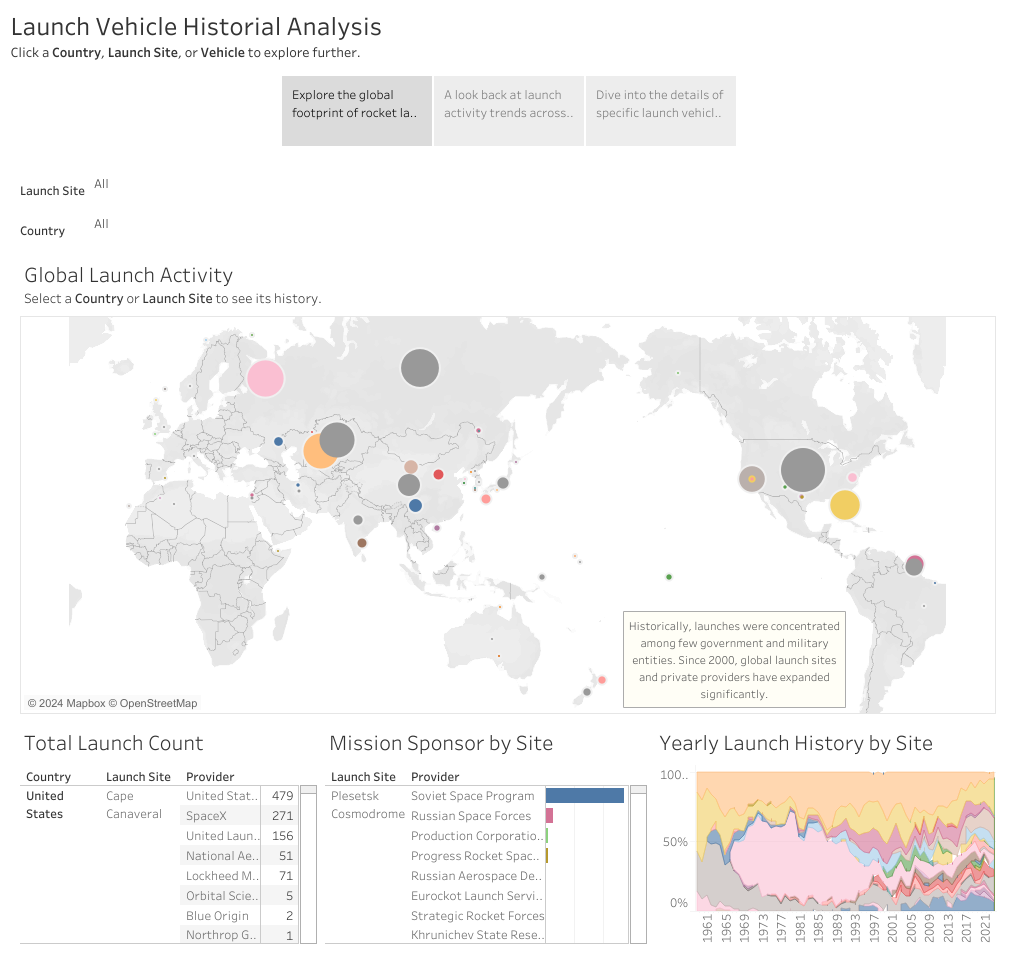 Launch Vehicle Historial Analysis
Click a Country, Launch Site, or Vehicle to explore further.
Explore the global
footprint of rocket la..
A look back at launch
activity trends across..
Dive into the details of
specific launch vehicl..
Launch Site All
Country All
Global Launch Activity
Select a Country or Launch Site to see its history.
Historically, launches were concentrated
among few government and military
entities. Since 2000, global launch sites
and private providers have expanded
significantly.
© 2024 Mapbox © OpenStreetMap
Total Launch Count
Country Launch Site Provider
United Cape United Stat.. 479
States Canaveral SpaceX 271
United Laun.. 156
National Ae.. 51
Lockheed M.. 71
Orbital Scie.. 5
Blue Origin 2
Northrop G.. 1
Mission Sponsor by Site
Launch Site Provider
Plesetsk Soviet Space Program
Cosmodrome Russian Space Forces
Production Corporatio..
Progress Rocket Spac..
Russian Aerospace De..
Eurockot Launch Servi..
Strategic Rocket Forces
Khrunichev State Rese..
Yearly Launch History by Site
100..
50%
0%
1961 1965 1969 1973 1977 1981 1985 1989 1993 1997 2001 2005 2009 2013 2017 2021